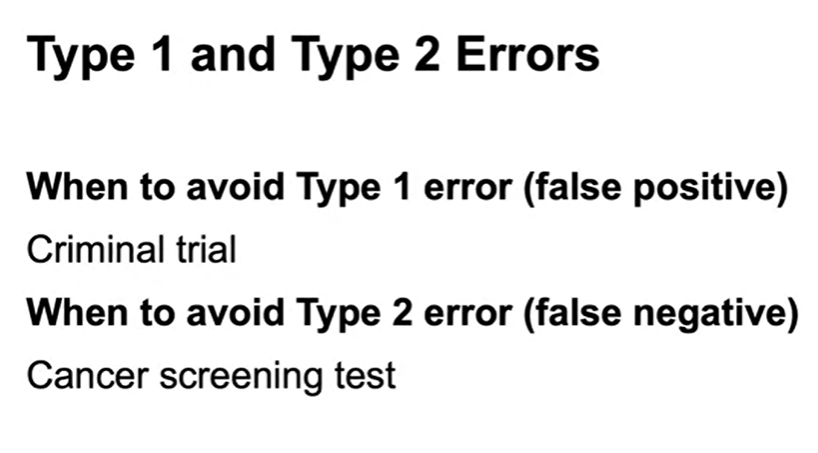 Type 1 and Type 2 Errors
When to avoid Type 1 error (false positive)
Criminal trial
When to avoid Type 2 error (false negative)
Cancer screening test